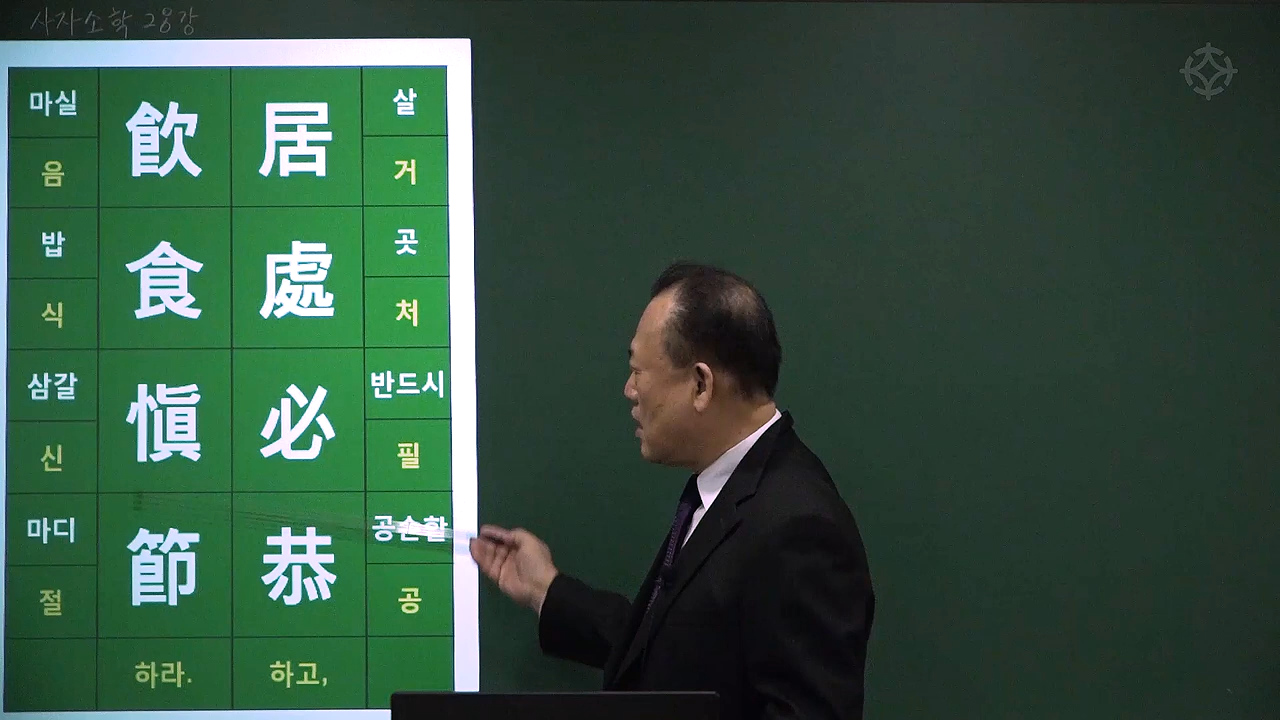 사자소학 28강
마실 飮 居 살
음 거
밥 食 處 곳
식 처
삼갈 愼 必 반드시
신 필
마디 節 恭 공손할
절 공
하라. 하고,